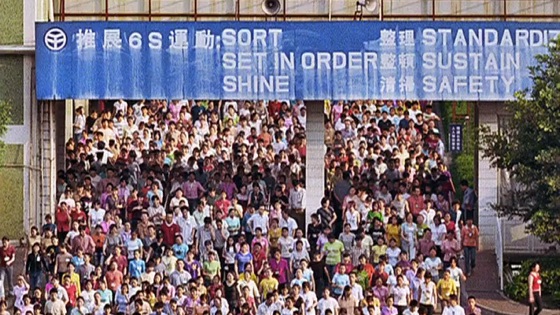 推展6S運動:SORT 整理 STANDARDI
SET IN ORDER 整頓 SUSTAIN
SHINE 清掃 SAFETY